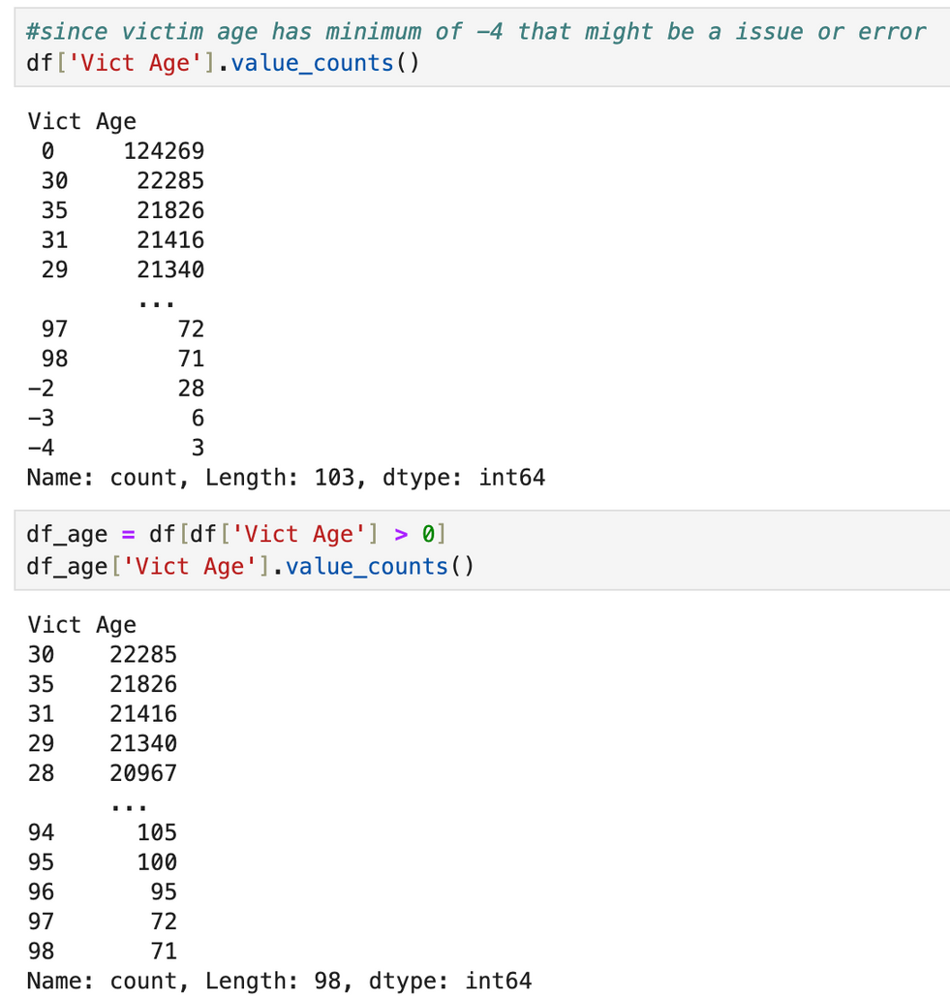 #since victim age has minimum of −4 that might be a issue or error
df['Vict Age'].value_counts()
Vict Age
 0     124269
 30     22285
 35     21826
 31     21416
 29     21340
        ...
 97        72
 98        71
−2         28
−3          6
−4          3
Name: count, Length: 103, dtype: int64
df_age = df[df['Vict Age'] > 0]
df_age['Vict Age'].value_counts()
Vict Age
30    22285
35    21826
31    21416
29    21340
28    20967
      ...
94      105
95      100
96       95
97       72
98       71
Name: count, Length: 98, dtype: int64